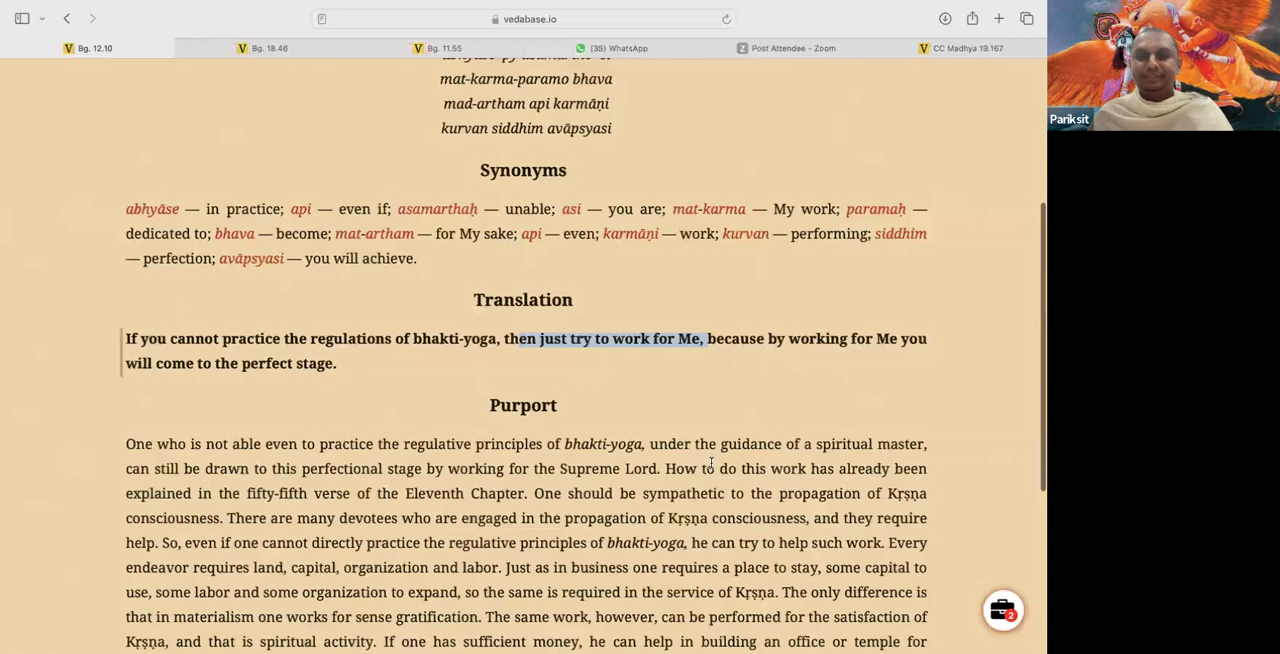 vedabase.io
Bg. 12.10
Bg. 18.46
Bg. 11.55
(35) WhatsApp
Z Post Attendee - Zoom
CC Madhya 19.167
Pariksit
mat-karma-paramo bhava
mad-artham api karmāṇi
kurvan siddhim avāpsyasi
Synonyms
abhyāse — in practice; api — even if; asamarthaḥ — unable; asi — you are; mat-karma — My work; paramaḥ —
dedicated to; bhava — become; mat-artham — for My sake; api — even; karmāṇi — work; kurvan — performing; siddhim
— perfection; avāpsyasi — you will achieve.
Translation
If you cannot practice the regulations of bhakti-yoga, then just try to work for Me, because by working for Me you
will come to the perfect stage.
Purport
One who is not able even to practice the regulative principles of bhakti-yoga, under the guidance of a spiritual master,
can still be drawn to this perfectional stage by working for the Supreme Lord. How to do this work has already been
explained in the fifty-fifth verse of the Eleventh Chapter. One should be sympathetic to the propagation of Kṛṣṇa
consciousness. There are many devotees who are engaged in the propagation of Kṛṣṇa consciousness, and they require
help. So, even if one cannot directly practice the regulative principles of bhakti-yoga, he can try to help such work. Every
endeavor requires land, capital, organization and labor. Just as in business one requires a place to stay, some capital to
use, some labor and some organization to expand, so the same is required in the service of Kṛṣṇa. The only difference is
that in materialism one works for sense gratification. The same work, however, can be performed for the satisfaction of
Kṛṣṇa, and that is spiritual activity. If one has sufficient money, he can help in building an office or temple for
2